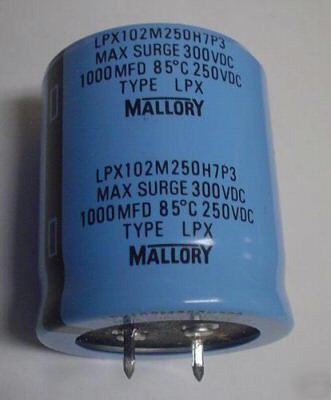 LPX102M250H7P3
MAX SURGE 300VDC
1000MFD 85°C 250VDC
TYPE LPX
MALLORY
LPX102M250H7P3
MAX SURGE 300VDC
1000MFD 85°C 250VDC
TYPE LPX
MALLORY